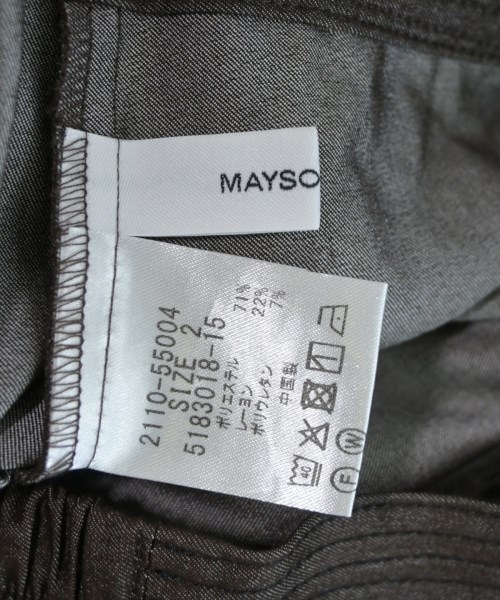 MAYSO
2110-55004
SIZE 2
5183018-15
ポリエステル 71%
レーヨン 22%
ポリウレタン 7%
中国製
40
F W